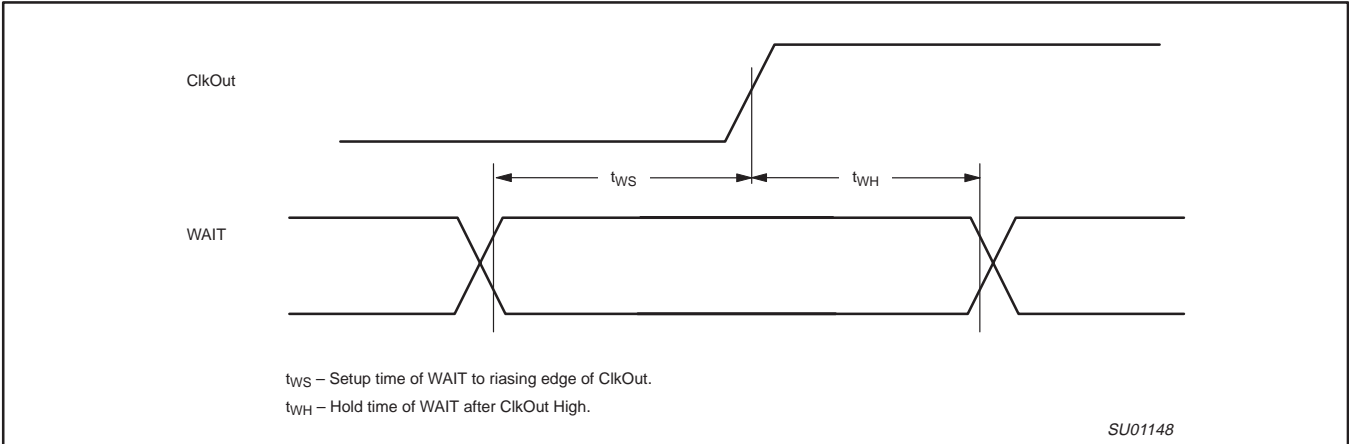 ClkOut
tWS
tWH
WAIT
tWS – Setup time of WAIT to riasing edge of ClkOut.
tWH – Hold time of WAIT after ClkOut High.
SU01148